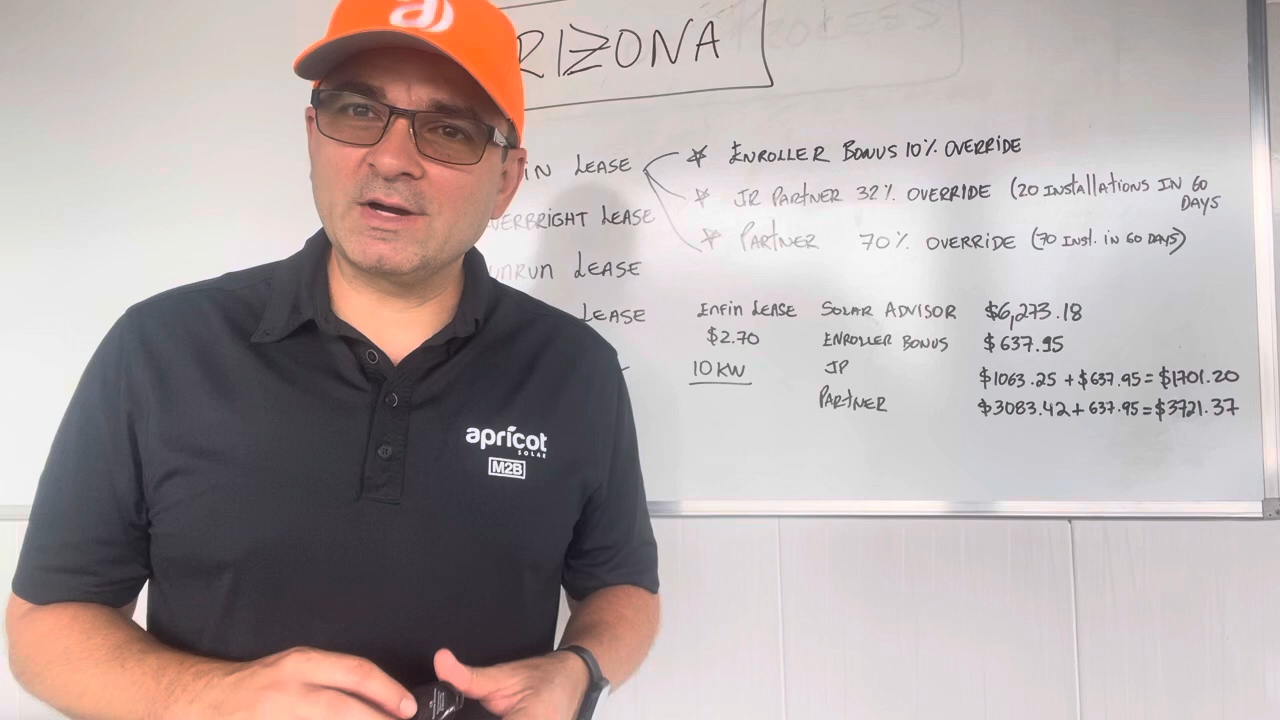 RIZONA
IN LEASE
☆ ENROLLER BONUS 10% OVERRIDE
☆ JR PARTNER 32% OVERRIDE (20 INSTALLATIONS IN 60 DAYS
☆ PARTNER 70% OVERRIDE (70 INST. IN 60 DAYS)
VERBRIGHT LEASE
UNRUN LEASE
LEASE
ENFIN LEASE SOLAR ADVISOR $6,273.18
$2.70 ENROLLER BONUS $637.95
10 KW JP $1063.25 + $637.95 = $1701.20
PARTNER $3083.42 + 637.95 = $3721.37
a
apricot
SOLAR
M2B